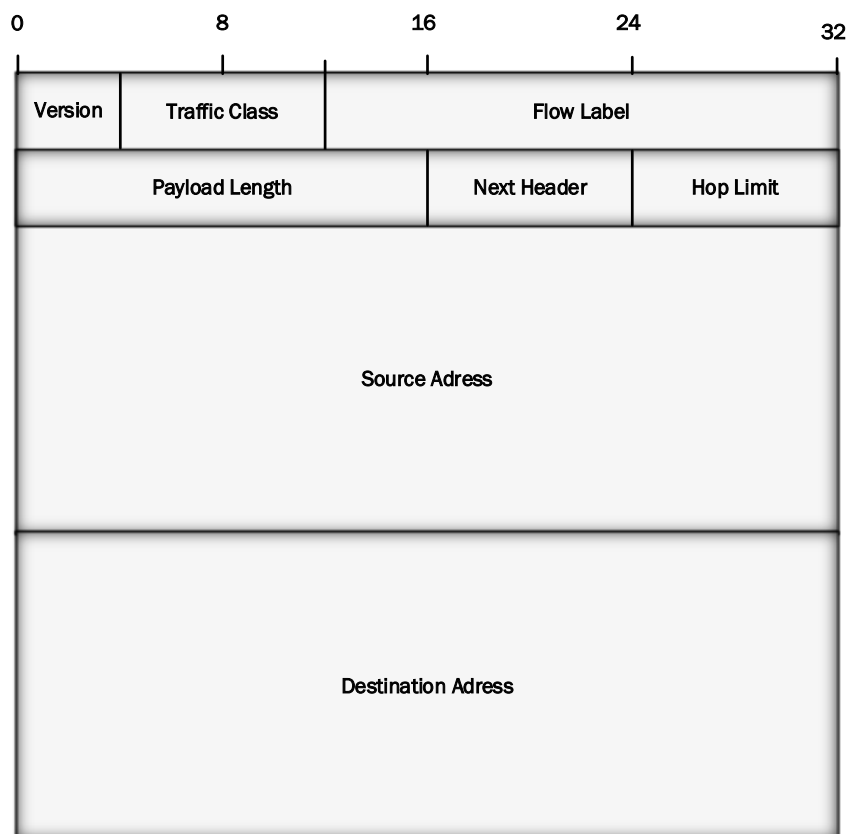 0 8 16 24 32
Version Traffic Class Flow Label
Payload Length Next Header Hop Limit
Source Adress
Destination Adress